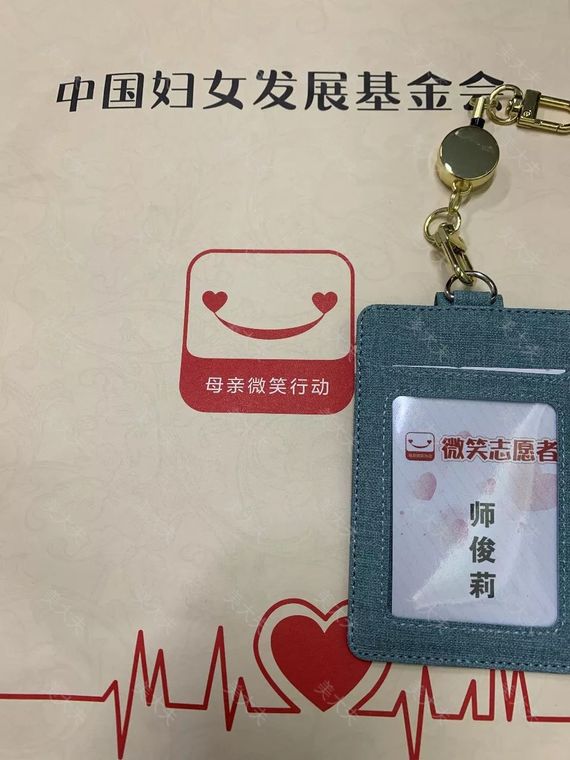 中国妇女发展基金会
母亲微笑行动
微笑志愿者
师俊莉